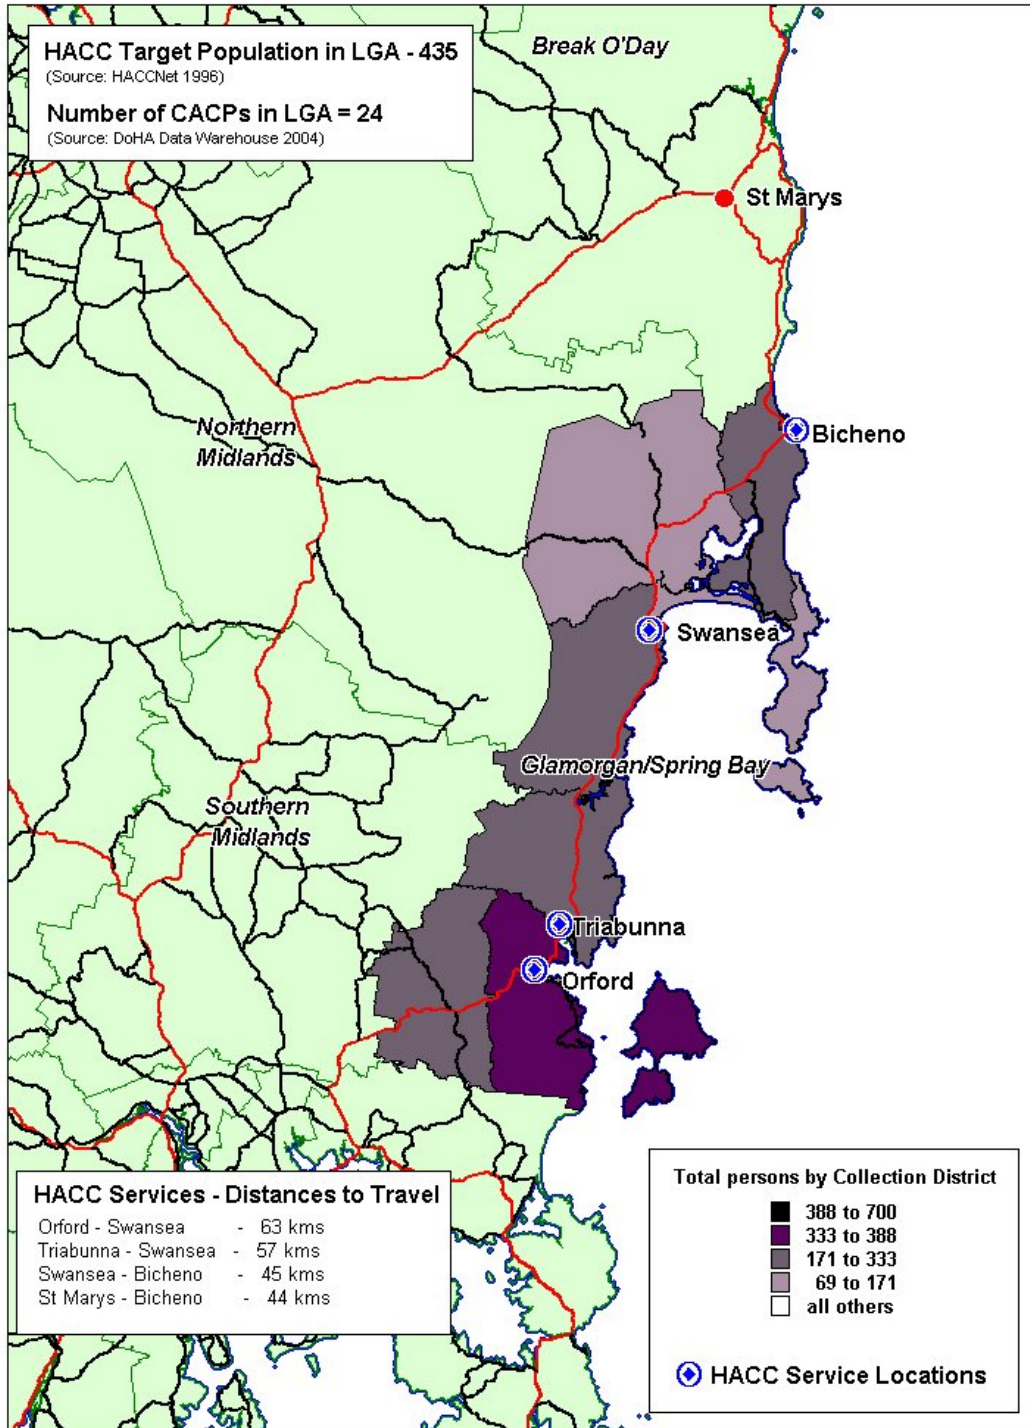 HACC Target Population in LGA - 435
(Source: HACCNet 1996)
Number of CACPs in LGA = 24
(Source: DoHA Data Warehouse 2004)
Break O'Day
St Marys
Northern
Midlands
Bicheno
Swansea
Glamorgan/Spring Bay
Southern
Midlands
Triabunna
Orford
HACC Services - Distances to Travel
Orford - Swansea - 63 kms
Triabunna - Swansea - 57 kms
Swansea - Bicheno - 45 kms
St Marys - Bicheno - 44 kms
Total persons by Collection District
388 to 700
333 to 388
171 to 333
69 to 171
all others
HACC Service Locations